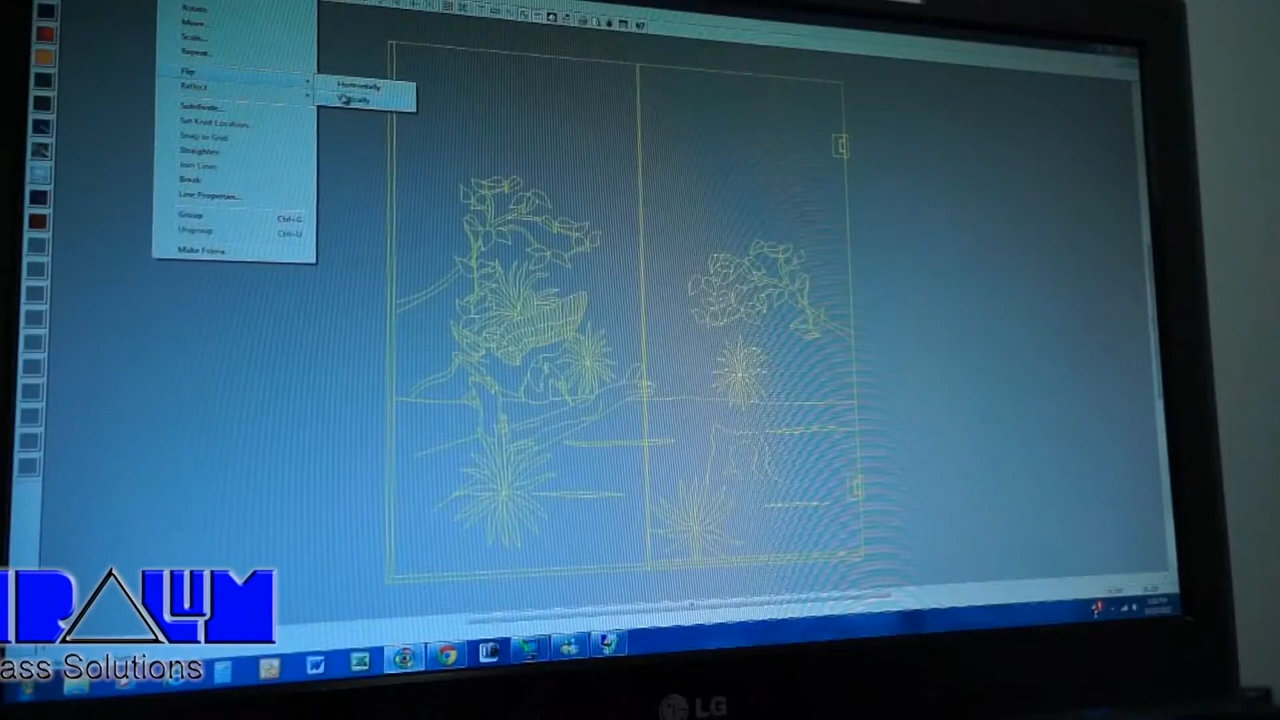 Rotate
Move...
Scale...
Repeat...
Flip
Horizontally
Reflect
Vertically
Subdivide...
Set Knot Location...
Snap to Grid
Straighten
Join Lines
Break
Line Properties...
Group Ctrl+G
Ungroup Ctrl+U
Make Frame
ass Solutions
LG